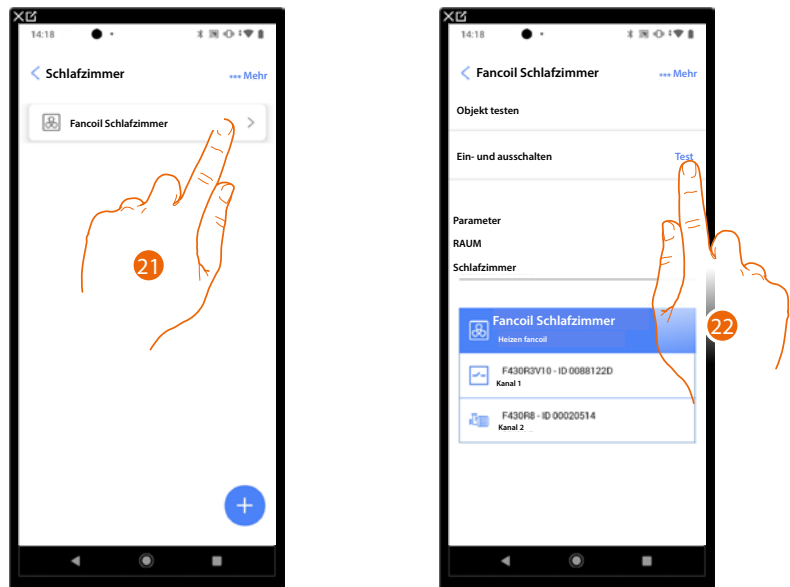 14:18
Schlafzimmer
••• Mehr
Fancoil Schlafzimmer
21
14:18
Fancoil Schlafzimmer
••• Mehr
Objekt testen
Ein- und ausschalten
Test
Parameter
RAUM
Schlafzimmer
Fancoil Schlafzimmer
Heizen fancoil
F430R3V10 - ID 0088122D
Kanal 1
F430R8 - ID 00020514
Kanal 2
22